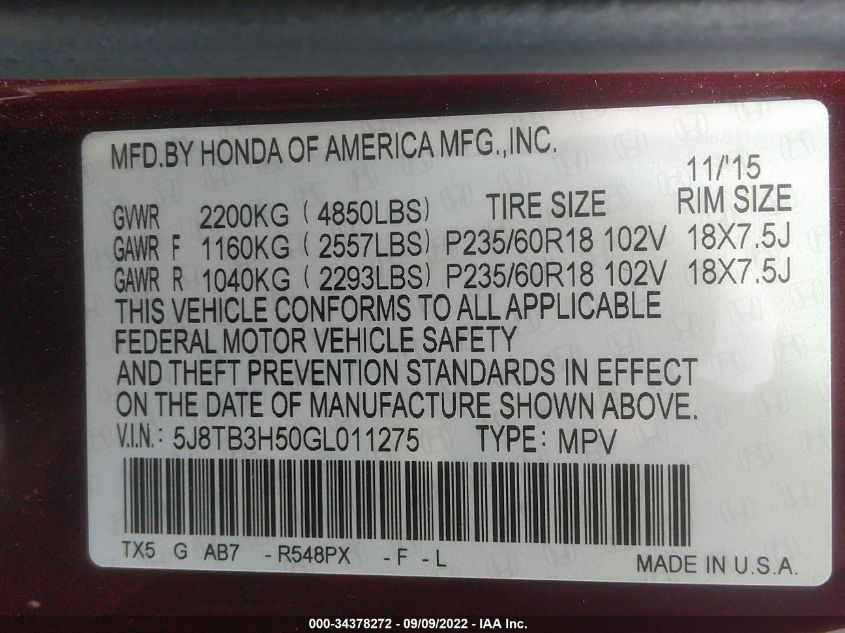 MFD.BY HONDA OF AMERICA MFG.,INC.
11/'15
GVWR 2200KG ( 4850LBS) TIRE SIZE RIM SIZE
GAWR F 1160KG ( 2557LBS) P235/60R18 102V 18X7.5J
GAWR R 1040KG ( 2293LBS) P235/60R18 102V 18X7.5J
THIS VEHICLE CONFORMS TO ALL APPLICABLE
FEDERAL MOTOR VEHICLE SAFETY
AND THEFT PREVENTION STANDARDS IN EFFECT
ON THE DATE OF MANUFACTURE SHOWN ABOVE.
V.I.N.: 5J8TB3H50GL011275 TYPE: MPV
TX5 G AB7 - R548PX - F - L
MADE IN U.S.A.
000-34378272 - 09/09/2022 - IAA Inc.